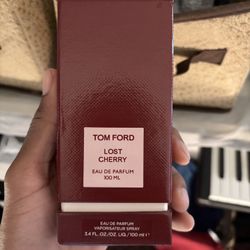 TOM FORD
LOST
CHERRY
EAU DE PARFUM
100 ML
EAU DE PARFUM
VAPORISATEUR SPRAY
3.4 FL.OZ./OZ. LIQ./100 ml ℮